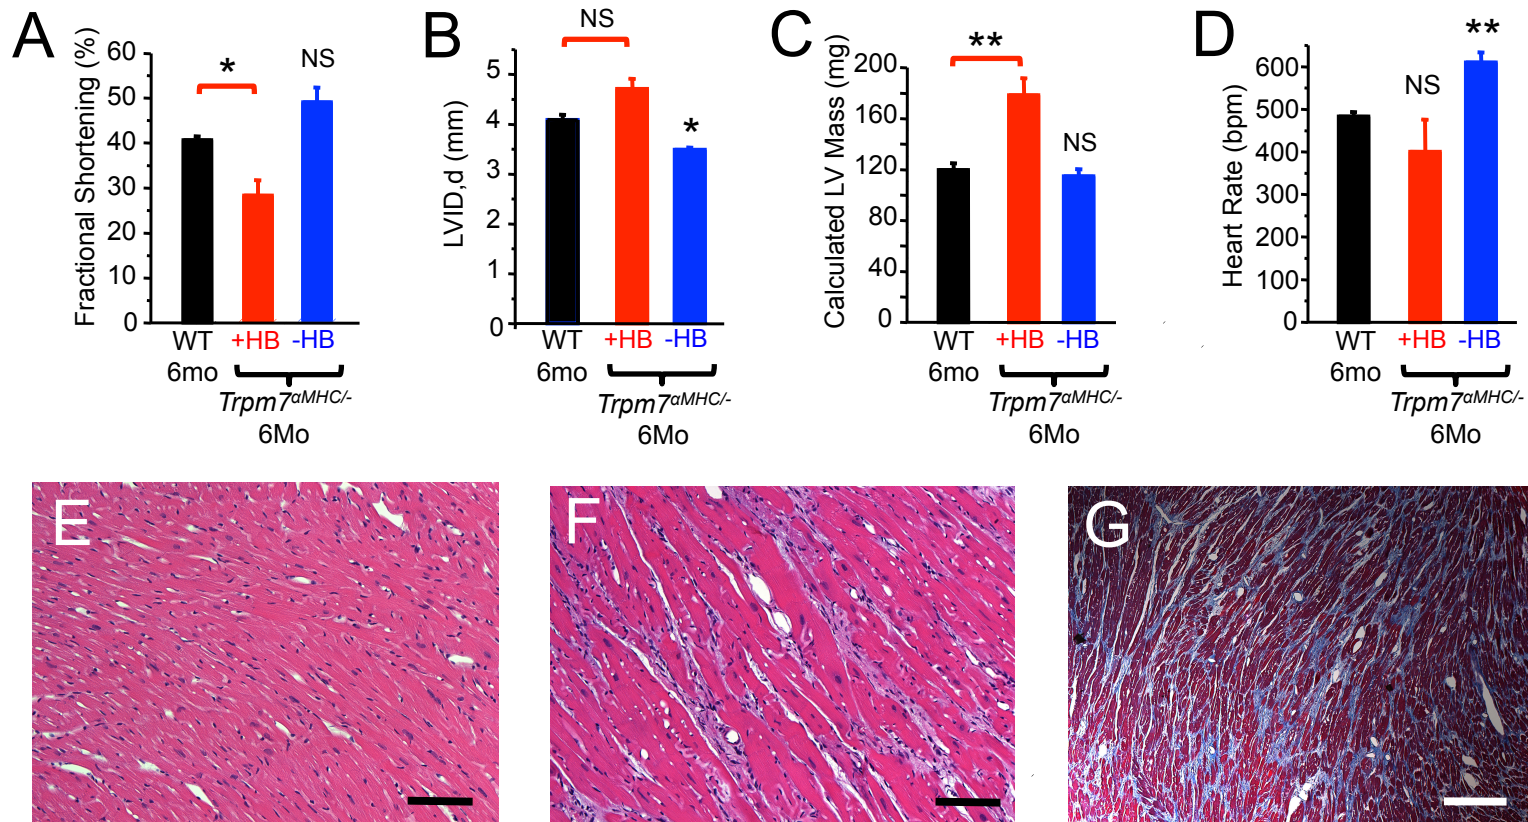 A
Fractional Shortening (%)
60
50
40
30
20
10
0
*
NS
WT
+HB
-HB
6mo
Trpm7αMHC/-
6Mo
B
LVID,d (mm)
5
4
3
2
1
0
NS
*
WT
+HB
-HB
6mo
Trpm7αMHC/-
6Mo
C
Calculated LV Mass (mg)
200
160
120
80
40
0
**
NS
WT
+HB
-HB
6mo
Trpm7αMHC/-
6Mo
D
Heart Rate (bpm)
600
500
400
300
200
100
0
NS
**
WT
+HB
-HB
6mo
Trpm7αMHC/-
6Mo
E
F
G